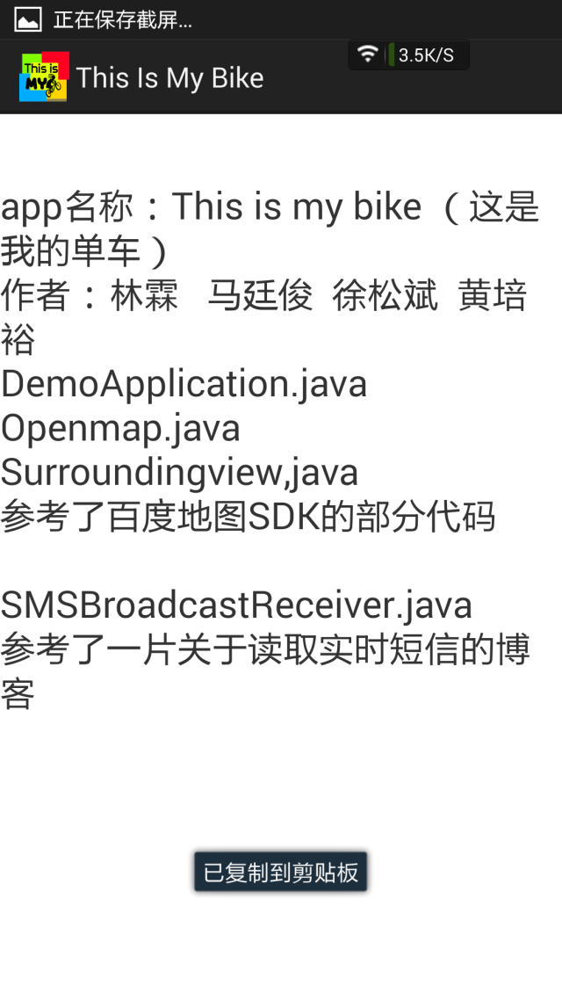 正在保存截屏...
3.5K/S
This is
MY
This Is My Bike
app名称：This is my bike （这是
我的单车）
作者：林霖 马廷俊 徐松斌 黄培
裕
DemoApplication.java
Openmap.java
Surroundingview,java
参考了百度地图SDK的部分代码
SMSBroadcastReceiver.java
参考了一片关于读取实时短信的博
客
已复制到剪贴板